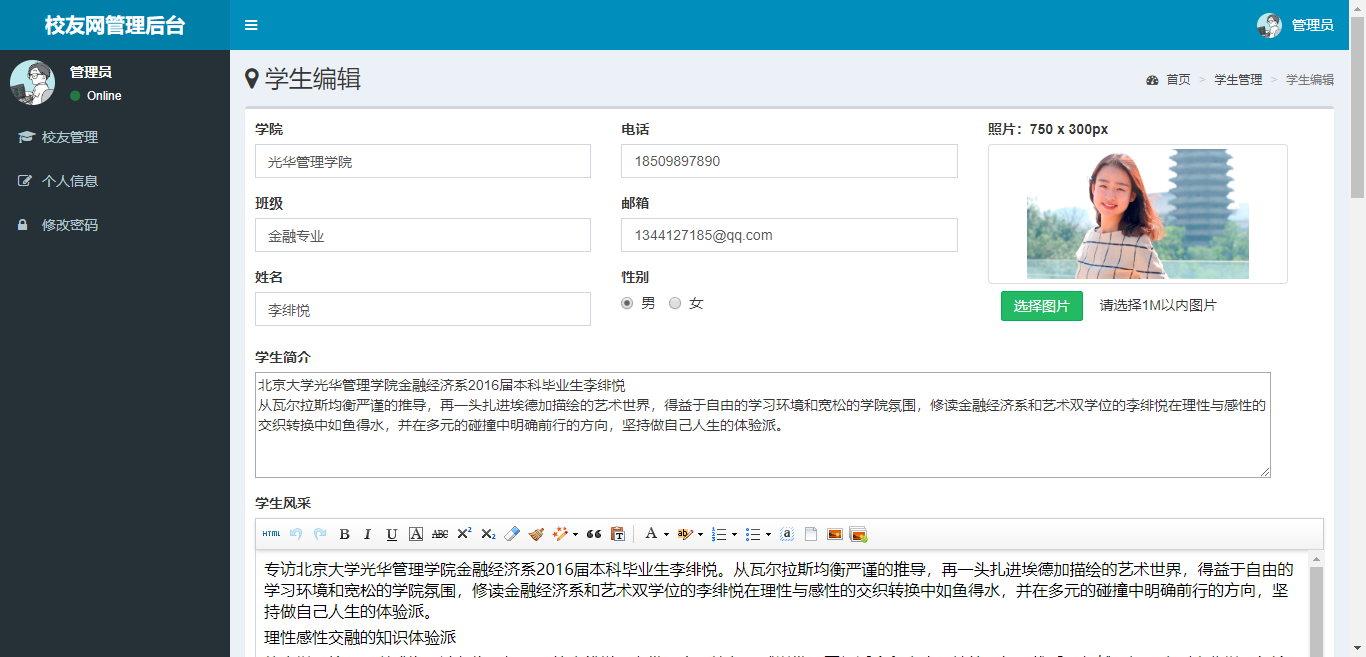 校友网管理后台
管理员
管理员
Online
校友管理
个人信息
修改密码
学生编辑
首页 > 学生管理 > 学生编辑
学院
光华管理学院
班级
金融专业
姓名
李绯悦
电话
18509897890
邮箱
1344127185@qq.com
性别
男 女
照片：750 x 300px
选择图片 请选择1M以内图片
学生简介
北京大学光华管理学院金融经济系2016届本科毕业生李绯悦
从瓦尔拉斯均衡严谨的推导，再一头扎进埃德加描绘的艺术世界，得益于自由的学习环境和宽松的学院氛围，修读金融经济系和艺术双学位的李绯悦在理性与感性的
交织转换中如鱼得水，并在多元的碰撞中明确前行的方向，坚持做自己人生的体验派。
学生风采
HTML B I U A ABC X² X₂ A ab a
专访北京大学光华管理学院金融经济系2016届本科毕业生李绯悦。从瓦尔拉斯均衡严谨的推导，再一头扎进埃德加描绘的艺术世界，得益于自由的
学习环境和宽松的学院氛围，修读金融经济系和艺术双学位的李绯悦在理性与感性的交织转换中如鱼得水，并在多元的碰撞中明确前行的方向，坚
持做自己人生的体验派。
理性感性交融的知识体验派